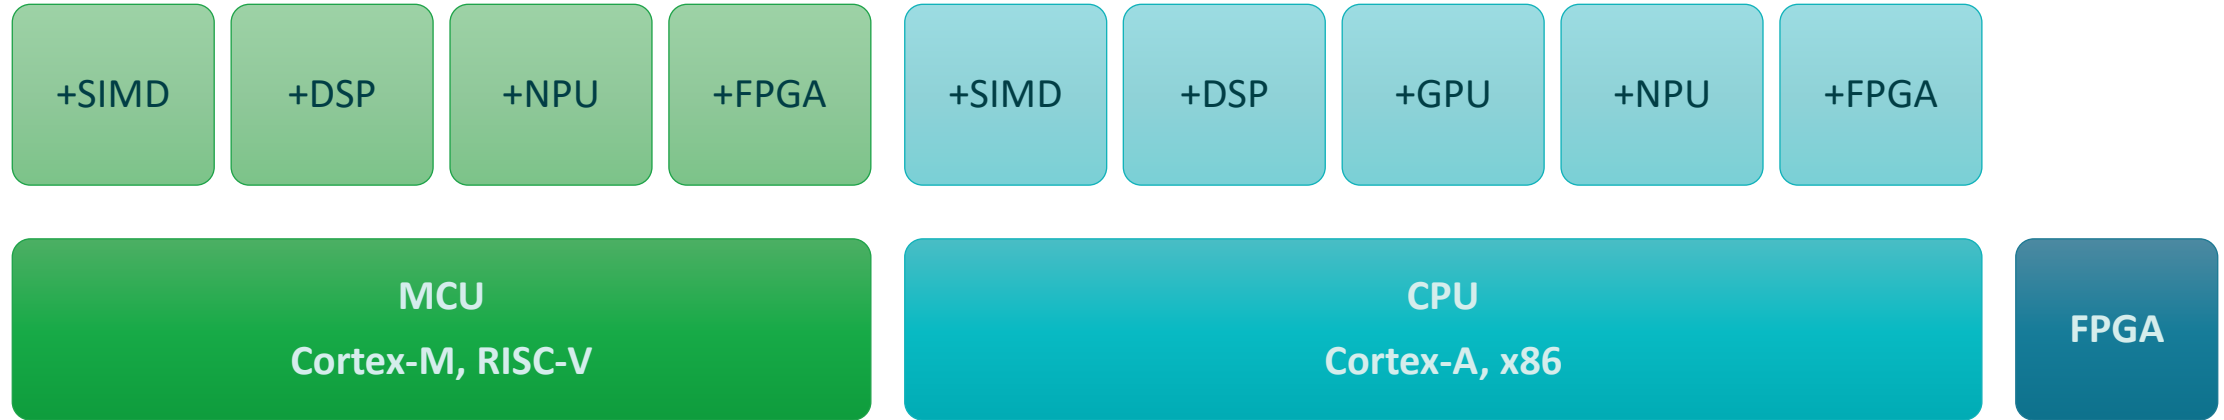 +SIMD
+DSP
+NPU
+FPGA
+SIMD
+DSP
+GPU
+NPU
+FPGA
MCU
Cortex-M, RISC-V
CPU
Cortex-A, x86
FPGA